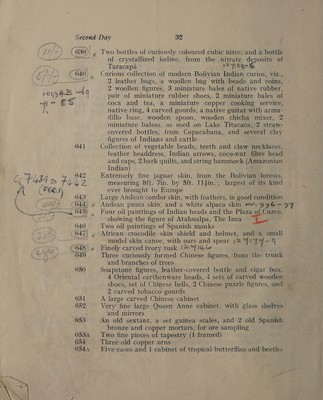 Second Day 32
639 Two bottles of curiously coloured cubic nitre, and a bottle
of crystallized iodine, from the nitrate deposits of
Taracapá
640 Curious collection of modern Bolivian Indian curios, viz.,
2 leather bags, a woollen bag with beads and coins,
2 woollen figures, 3 miniature bales of native rubber,
pair of miniature rubber shoes, 2 miniature bales of
coca and tea, a miniature copper cooking service,
native ring, 4 carved gourds, a native guitar with arma-
dillo base, wooden spoon, wooden chicha mixer, 2
miniature balsas, as used on Lake Titacaca, 2 straw-
covered bottles, from Copacabana, and several clay
figures of Indians and cattle
641 Collection of vegetable beads, teeth and claw necklaces,
feather headdress, Indian arrows, coco-nut fibre head
and caps, 2 bark quilts, and string hammock (Amazonian
Indian)
642 Extremely fine jaguar skin, from the Bolivian forests,
measuring 8ft. 7in. by 5ft. 11½in.; largest of its kind
ever brought to Europe
643 Large Andean condor skin, with feathers, in good condition
644 Andean puma skin, and a white alpaca skin
645 Four oil paintings of Indian heads and the Plaza of Cuzco,
showing the figure of Atahualpa, The Inca
646 Two oil paintings of Spanish monks
647 African crocodile skin shield and helmet, and a small
model skin canoe, with oars and spear
648 Finely carved ivory tusk
649 Three curiously formed Chinese figures, from the trunk
and branches of trees
650 Soapstone figures, leather-covered bottle and cigar box,
4 Oriental earthenware heads, 4 sets of carved wooden
shoes, set of Chinese bells, 2 Chinese puzzle figures, and
2 carved tobacco gourds
651 A large carved Chinese cabinet
652 Very fine large Queen Anne cabinet, with glass shelves
and mirrors
653 An old sextant, a set guinea scales, and 2 old Spanish
bronze and copper mortars, for ore sampling
653A Two fine pieces of tapestry (1 framed)
654 Three old copper urns
654A Five cases and 1 cabinet of tropical butterflies and beetles